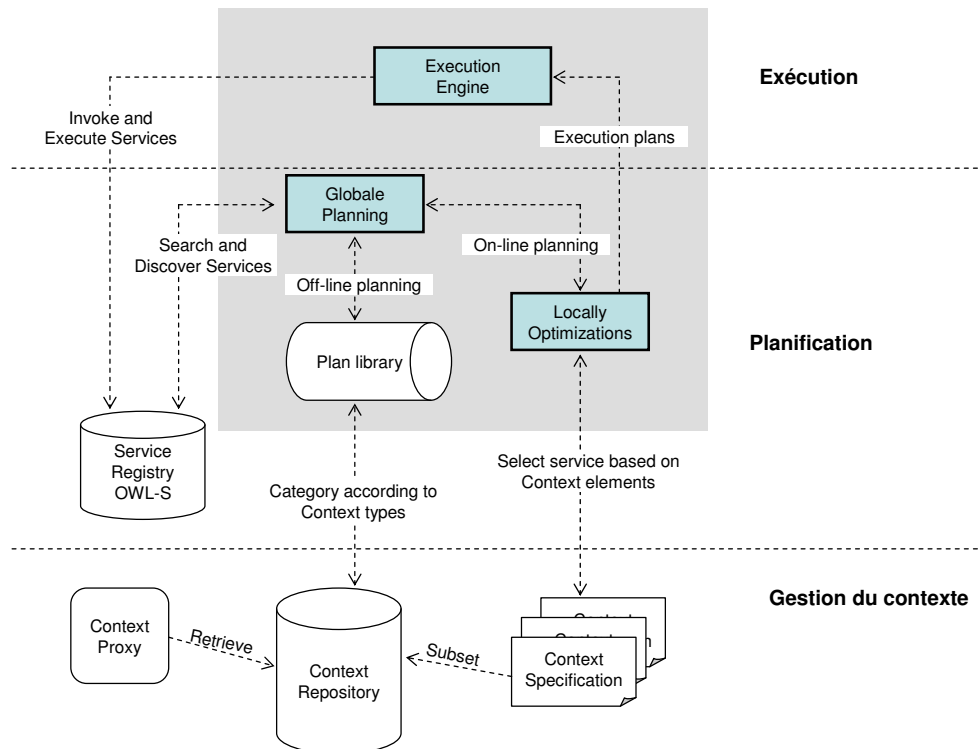 Execution
Engine
Exécution
Invoke and
Execute Services
Execution plans
Globale
Planning
Search and
Discover Services
On-line planning
Off-line planning
Locally
Optimizations
Planification
Plan library
Service
Registry
OWL-S
Select service based on
Context elements
Category according to
Context types
Gestion du contexte
Context
Proxy
Retrieve
Context
Repository
Subset
Context
Specification